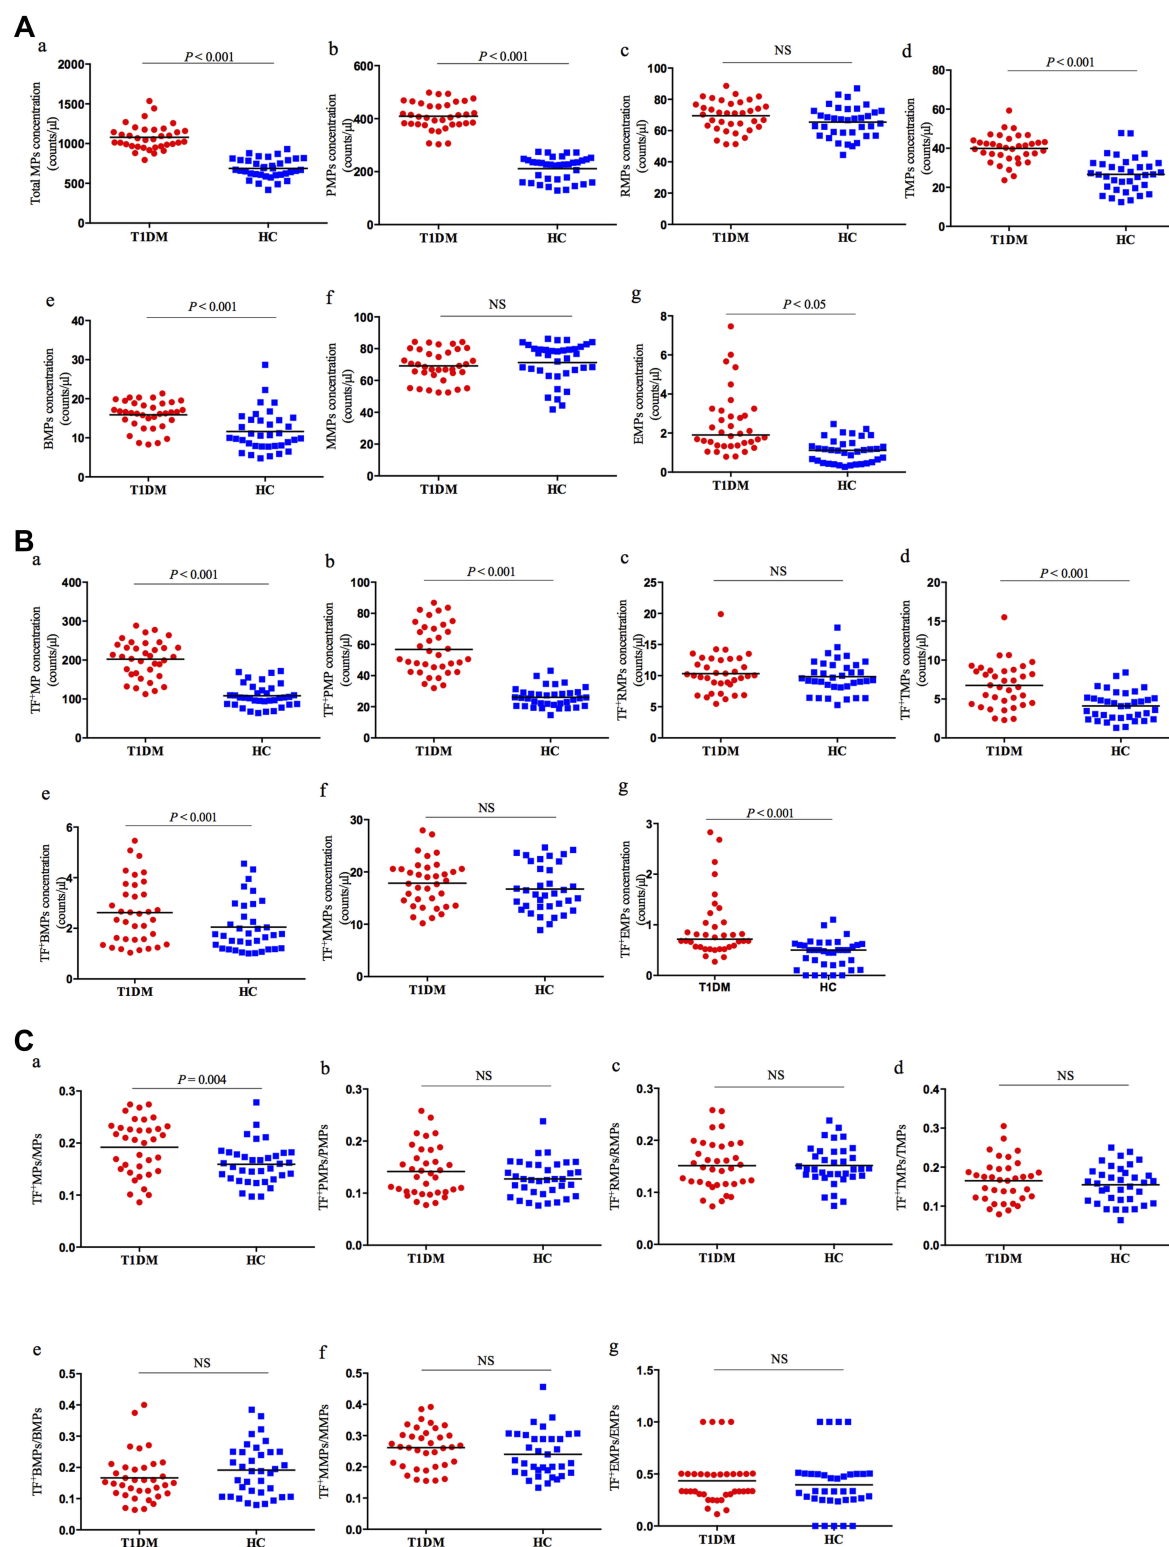 A
a
P < 0.001
Total MPs concentration
(counts/μl)
2000
1500
1000
500
0
T1DM
HC
b
P < 0.001
PMPs concentration
(counts/μl)
600
400
200
0
T1DM
HC
c
NS
RMPs concentration
(counts/μl)
100
80
60
40
20
0
T1DM
HC
d
P < 0.001
TMPs concentration
(counts/μl)
80
60
40
20
0
T1DM
HC
e
P < 0.001
BMPs concentration
(counts/μl)
40
30
20
10
0
T1DM
HC
f
NS
MMPs concentration
(counts/μl)
100
80
60
40
20
0
T1DM
HC
g
P < 0.05
EMPs concentration
(counts/μl)
8
6
4
2
0
T1DM
HC
B
a
P < 0.001
TF+MP concentration
(counts/μl)
400
300
200
100
0
T1DM
HC
b
P < 0.001
TF+PMP concentration
(counts/μl)
100
80
60
40
20
0
T1DM
HC
c
NS
TF+RMPs concentration
(counts/μl)
25
20
15
10
5
0
T1DM
HC
d
P < 0.001
TF+TMPs concentration
(counts/μl)
20
15
10
5
0
T1DM
HC
e
P < 0.001
TF+BMPs concentration
(counts/μl)
6
4
2
0
T1DM
HC
f
NS
TF+MMPs concentration
(counts/μl)
30
20
10
0
T1DM
HC
g
P < 0.001
TF+EMPs concentration
(counts/μl)
3
2
1
0
T1DM
HC
C
a
P = 0.004
TF+MPs/MPs
0.3
0.2
0.1
0.0
T1DM
HC
b
NS
TF+PMPs/PMPs
0.3
0.2
0.1
0.0
T1DM
HC
c
NS
TF+RMPs/RMPs
0.3
0.2
0.1
0.0
T1DM
HC
d
NS
TF+TMPs/TMPs
0.4
0.3
0.2
0.1
0.0
T1DM
HC
e
NS
TF+BMPs/BMPs
0.5
0.4
0.3
0.2
0.1
0.0
T1DM
HC
f
NS
TF+MMPs/MMPs
0.5
0.4
0.3
0.2
0.1
0.0
T1DM
HC
g
NS
TF+EMPs/EMPs
1.5
1.0
0.5
0.0
T1DM
HC